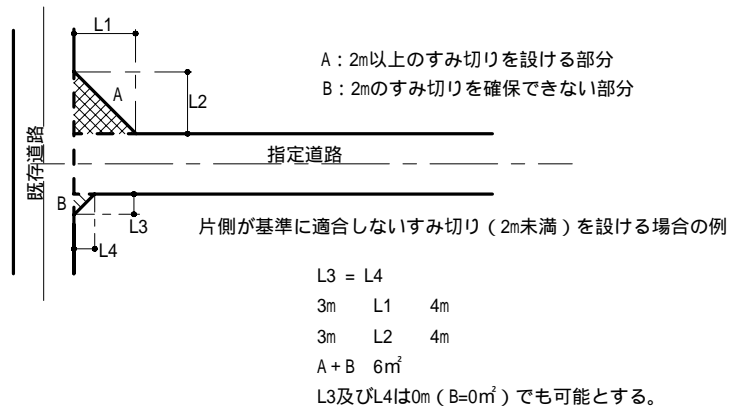 L1
A：2m以上のすみ切りを設ける部分
B：2mのすみ切りを確保できない部分
A
L2
既存道路
指定道路
B
L3
L4
片側が基準に適合しないすみ切り（2m未満）を設ける場合の例
L3 = L4
3m L1 4m
3m L2 4m
A+B 6㎡
L3及びL4は0m（B=0㎡）でも可能とする。